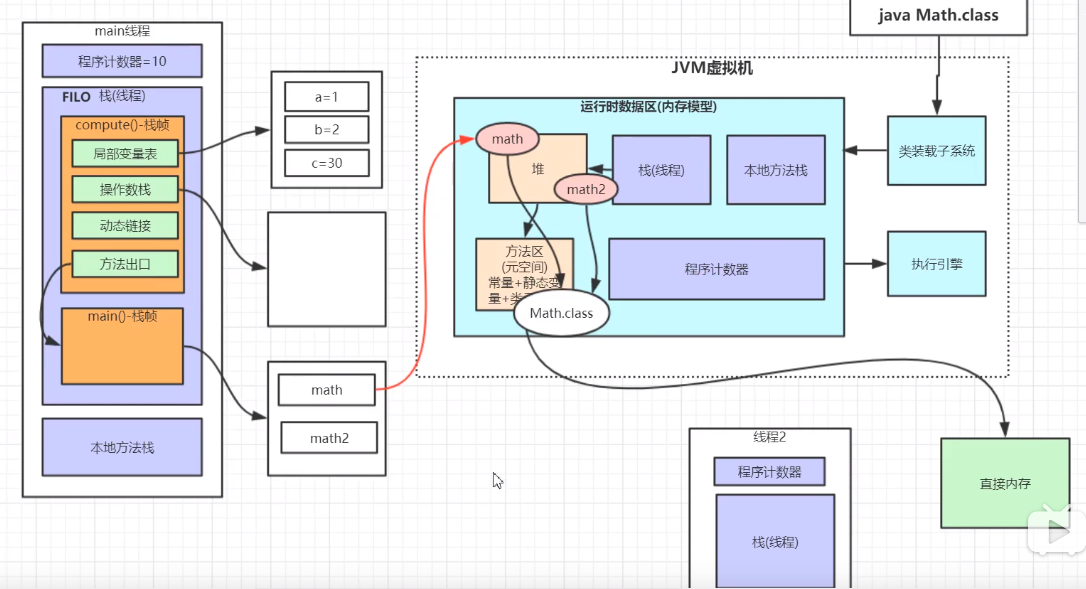 main线程
程序计数器=10
FILO 栈(线程)
compute()-栈帧
局部变量表
操作数栈
动态链接
方法出口
main()-栈帧
本地方法栈
a=1
b=2
c=30
math
math2
java Math.class
JVM虚拟机
运行时数据区(内存模型)
math
堆
math2
栈(线程)
本地方法栈
方法区
(元空间)
常量+静态变
量+类
Math.class
程序计数器
类装载子系统
执行引擎
线程2
程序计数器
栈(线程)
直接内存